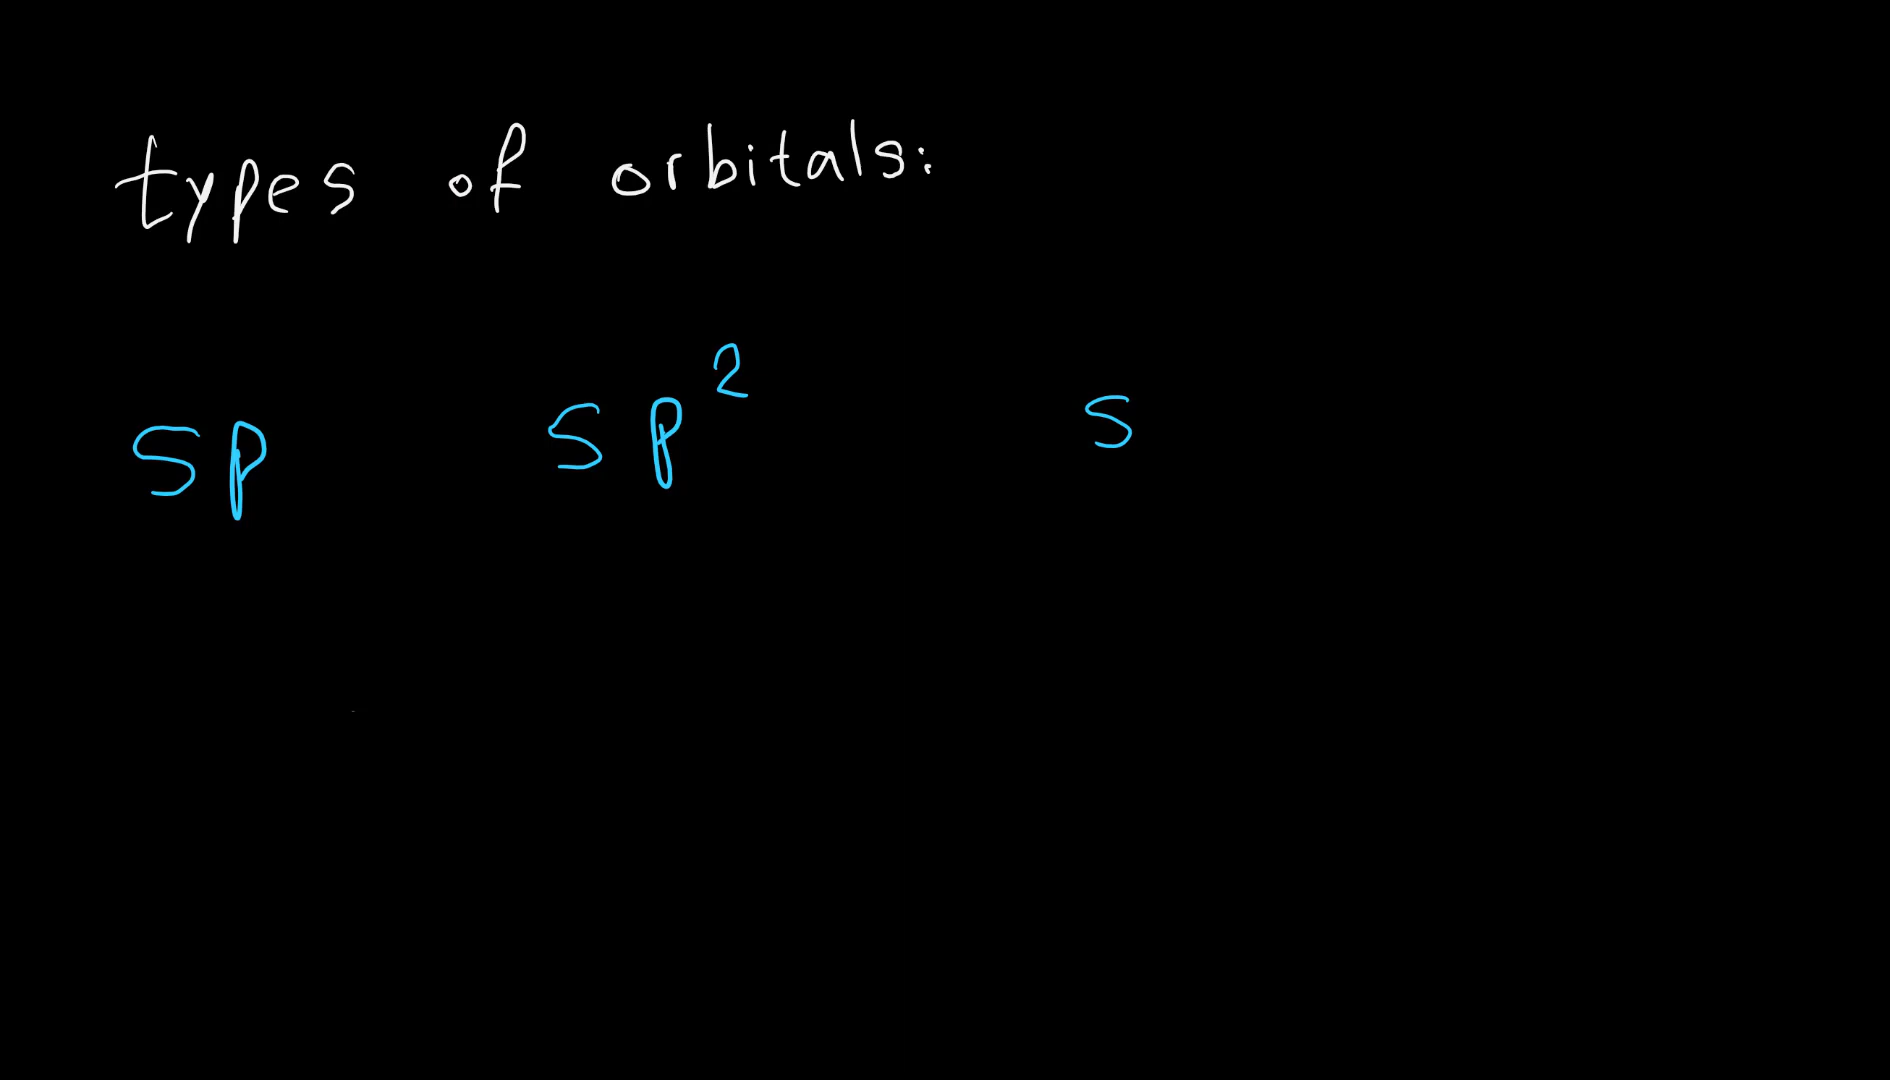 types of orbitals:
sp sp² s